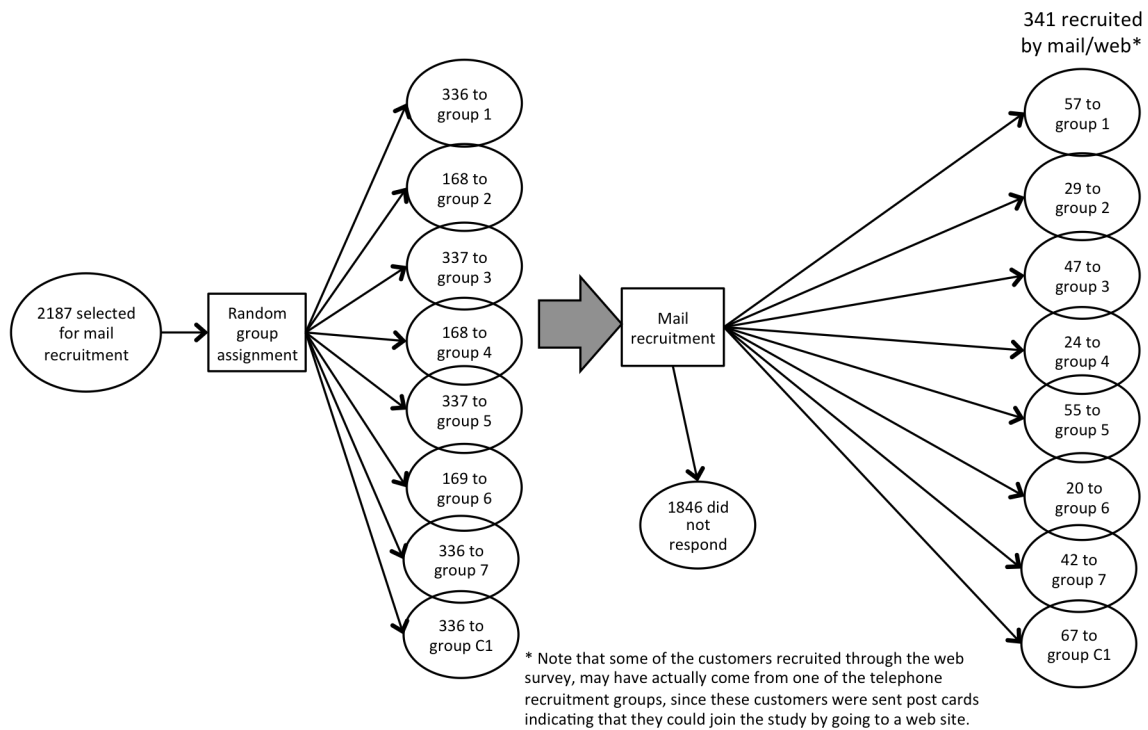 341 recruited
by mail/web*
336 to
group 1
168 to
group 2
337 to
group 3
168 to
group 4
337 to
group 5
169 to
group 6
336 to
group 7
336 to
group C1
2187 selected
for mail
recruitment
Random
group
assignment
Mail
recruitment
1846 did
not
respond
57 to
group 1
29 to
group 2
47 to
group 3
24 to
group 4
55 to
group 5
20 to
group 6
42 to
group 7
67 to
group C1
* Note that some of the customers recruited through the web
survey, may have actually come from one of the telephone
recruitment groups, since these customers were sent post cards
indicating that they could join the study by going to a web site.